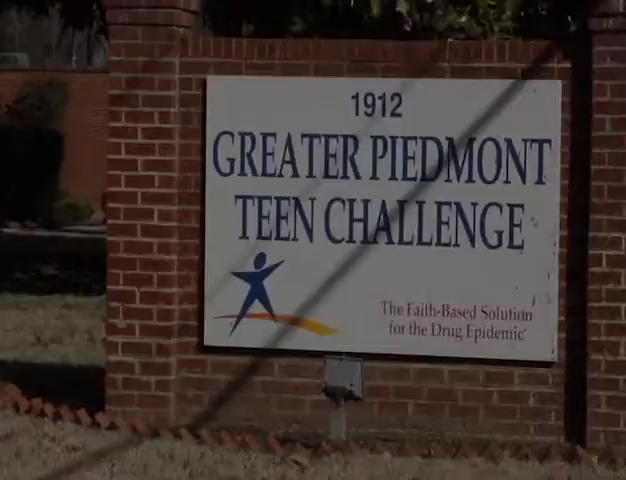 1912
GREATER PIEDMONT
TEEN CHALLENGE
The Faith-Based Solution
for the Drug Epidemic